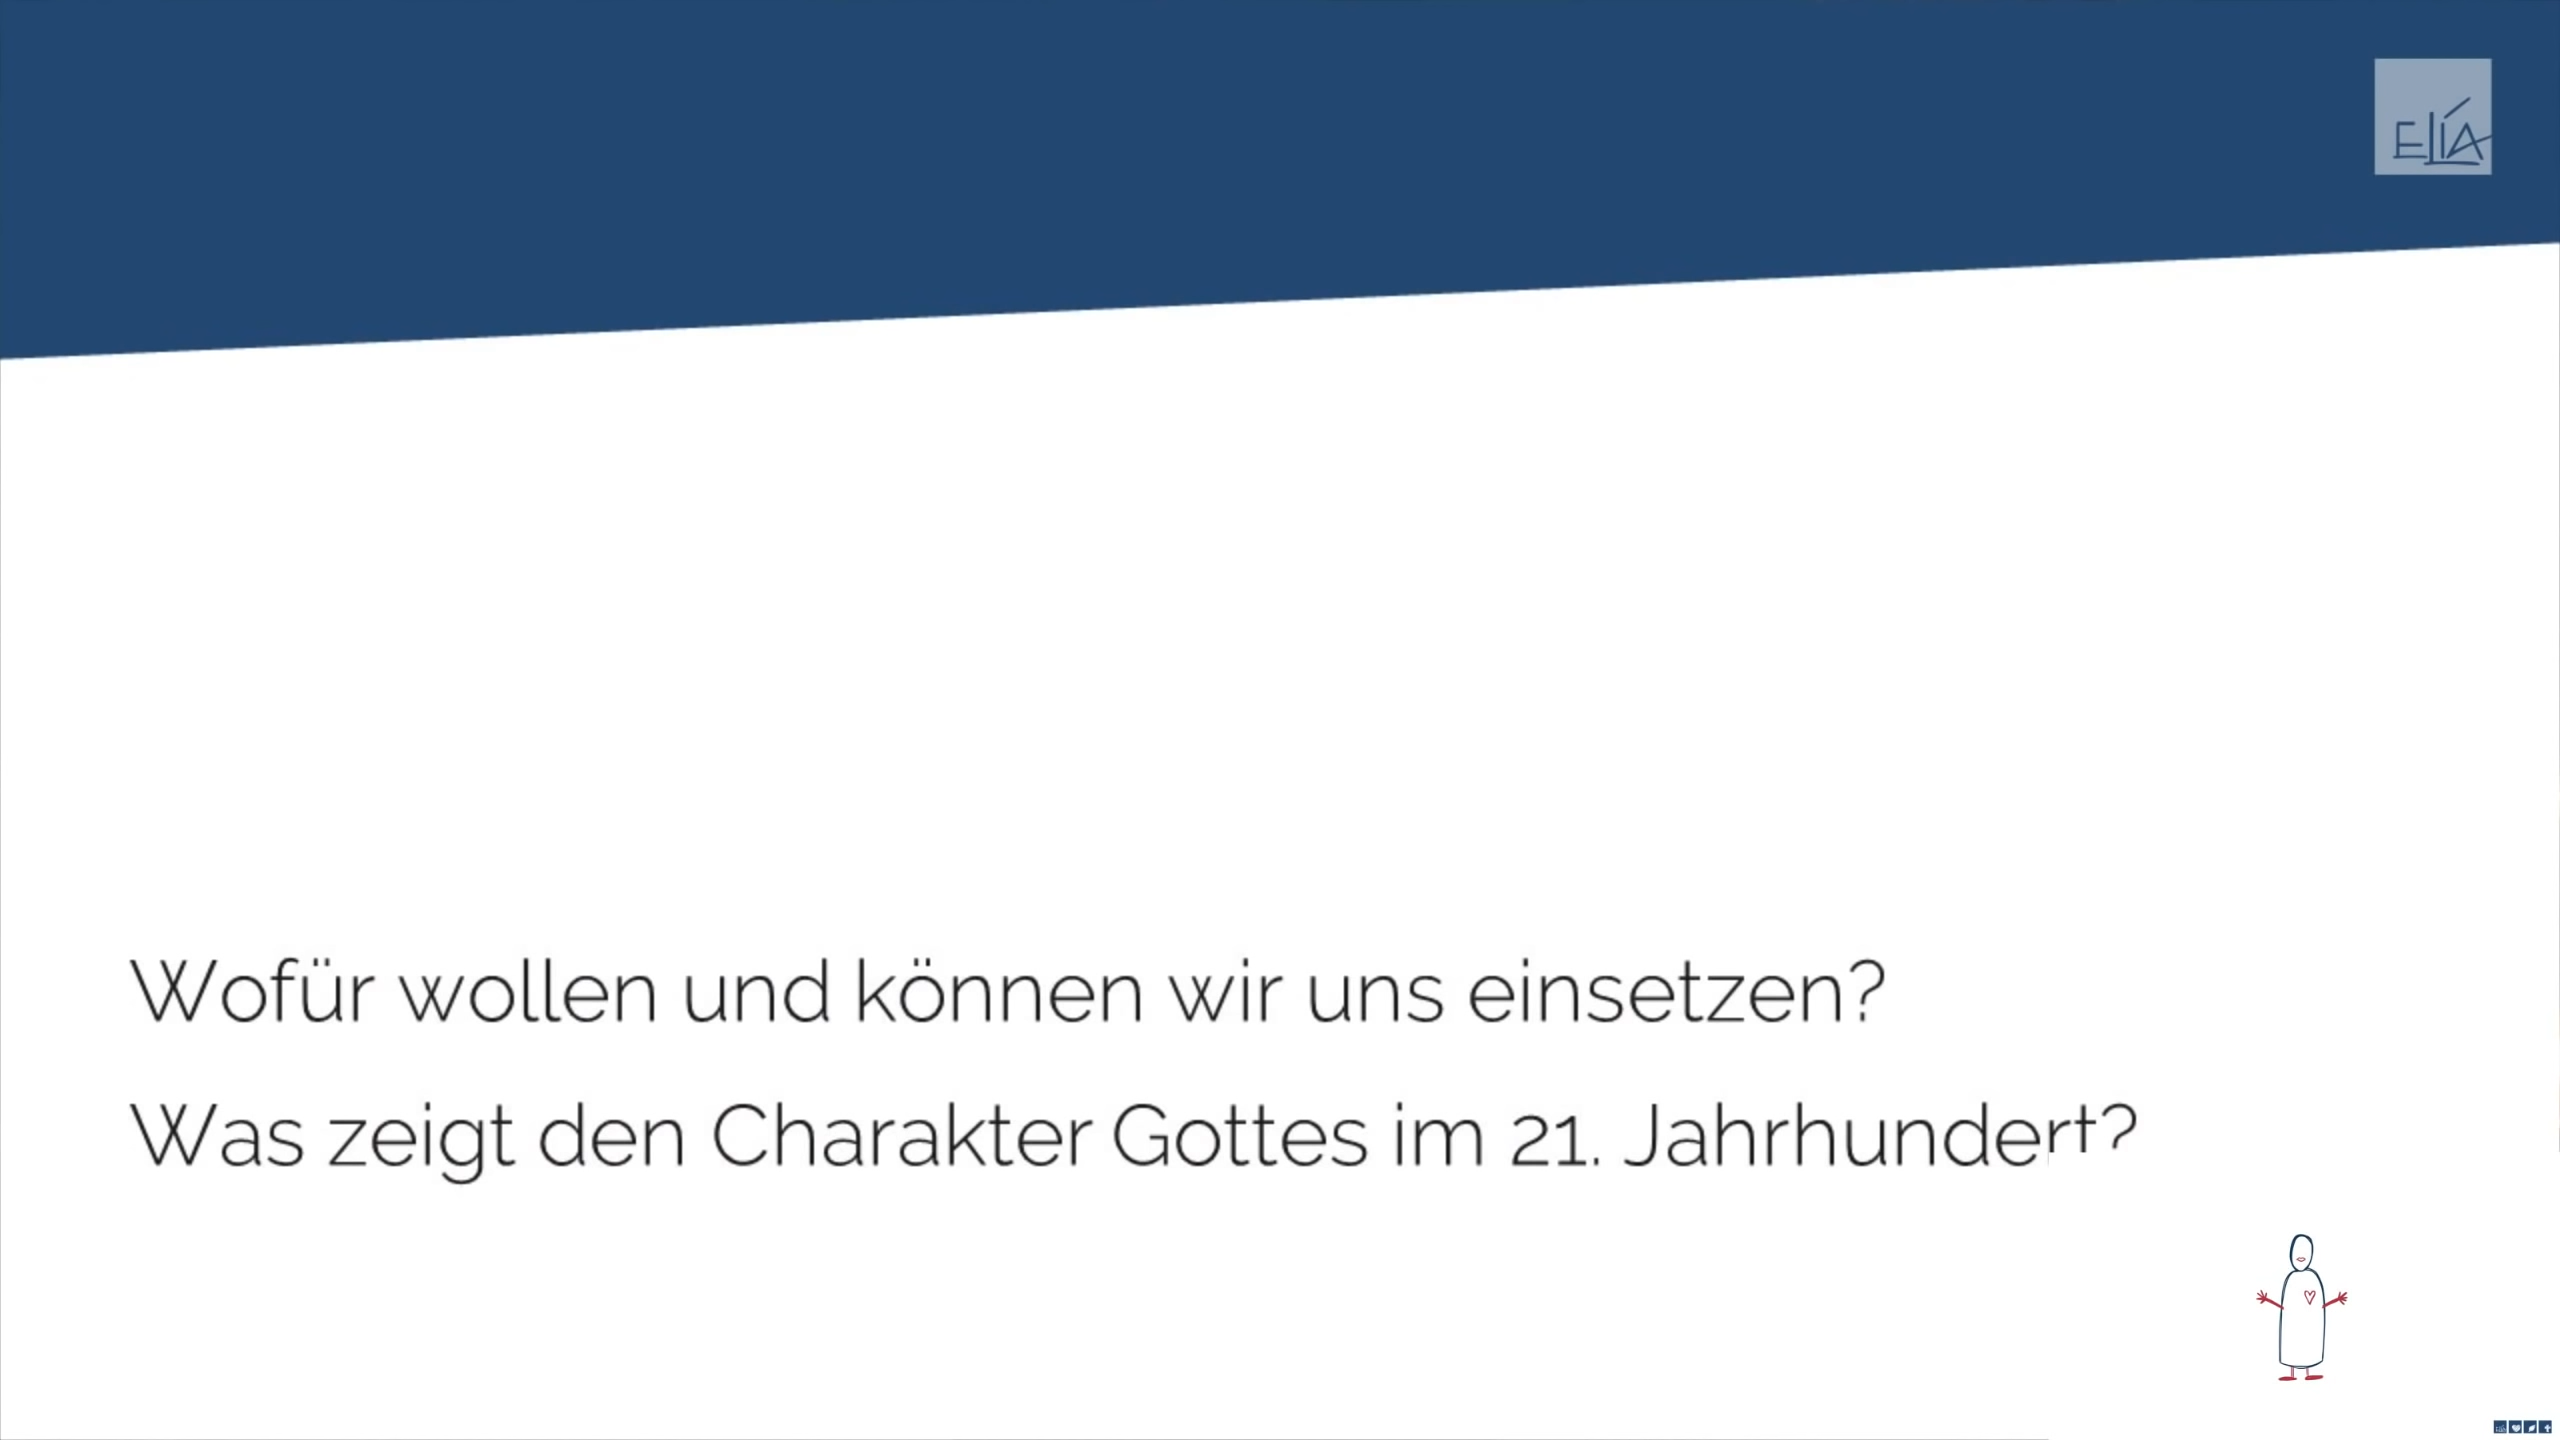 ELIA
Wofür wollen und können wir uns einsetzen?
Was zeigt den Charakter Gottes im 21. Jahrhundert?